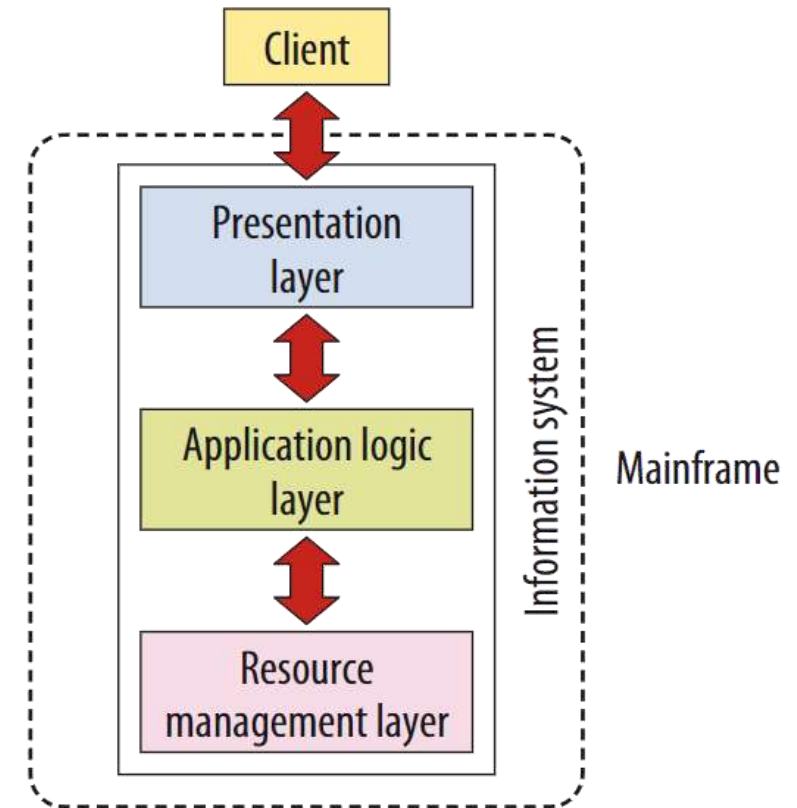 Client
Presentation
layer
Application logic
layer
Resource
management layer
Information system
Mainframe